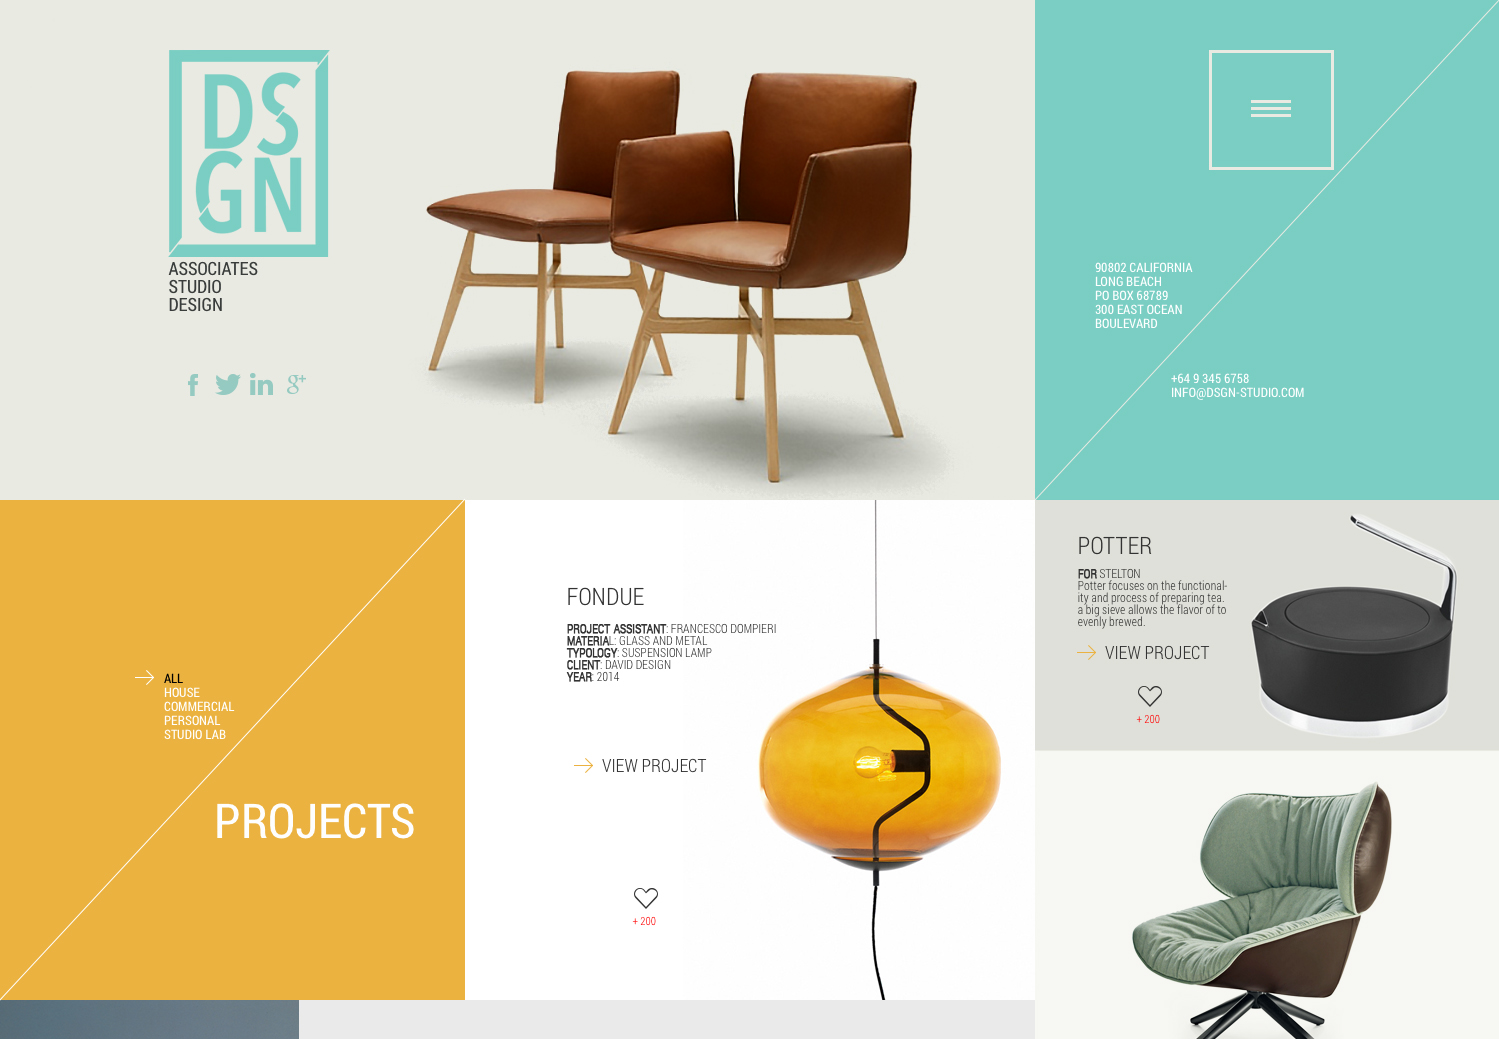 DS
GN
ASSOCIATES
STUDIO
DESIGN
90802 CALIFORNIA
LONG BEACH
PO BOX 68789
300 EAST OCEAN
BOULEVARD
+64 9 345 6758
INFO@DSGN-STUDIO.COM
ALL
HOUSE
COMMERCIAL
PERSONAL
STUDIO LAB
PROJECTS
FONDUE
PROJECT ASSISTANT: FRANCESCO DOMPIERI
MATERIAL: GLASS AND METAL
TYPOLOGY: SUSPENSION LAMP
CLIENT: DAVID DESIGN
YEAR: 2014
VIEW PROJECT
+ 200
POTTER
FOR STELTON
Potter focuses on the functional-
ity and process of preparing tea.
a big sieve allows the flavor of to
evenly brewed.
VIEW PROJECT
+ 200